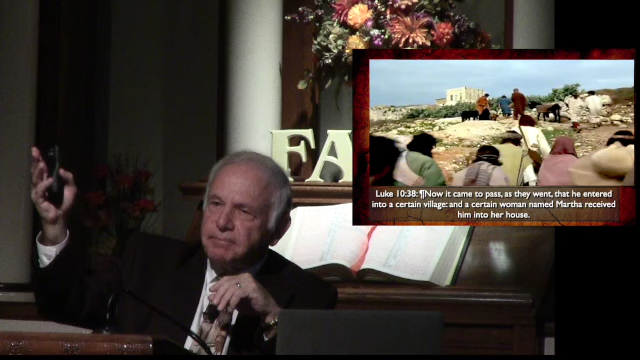 FA
Luke 10:38:¶Now it came to pass, as they went, that he entered
into a certain village: and a certain woman named Martha received
him into her house.